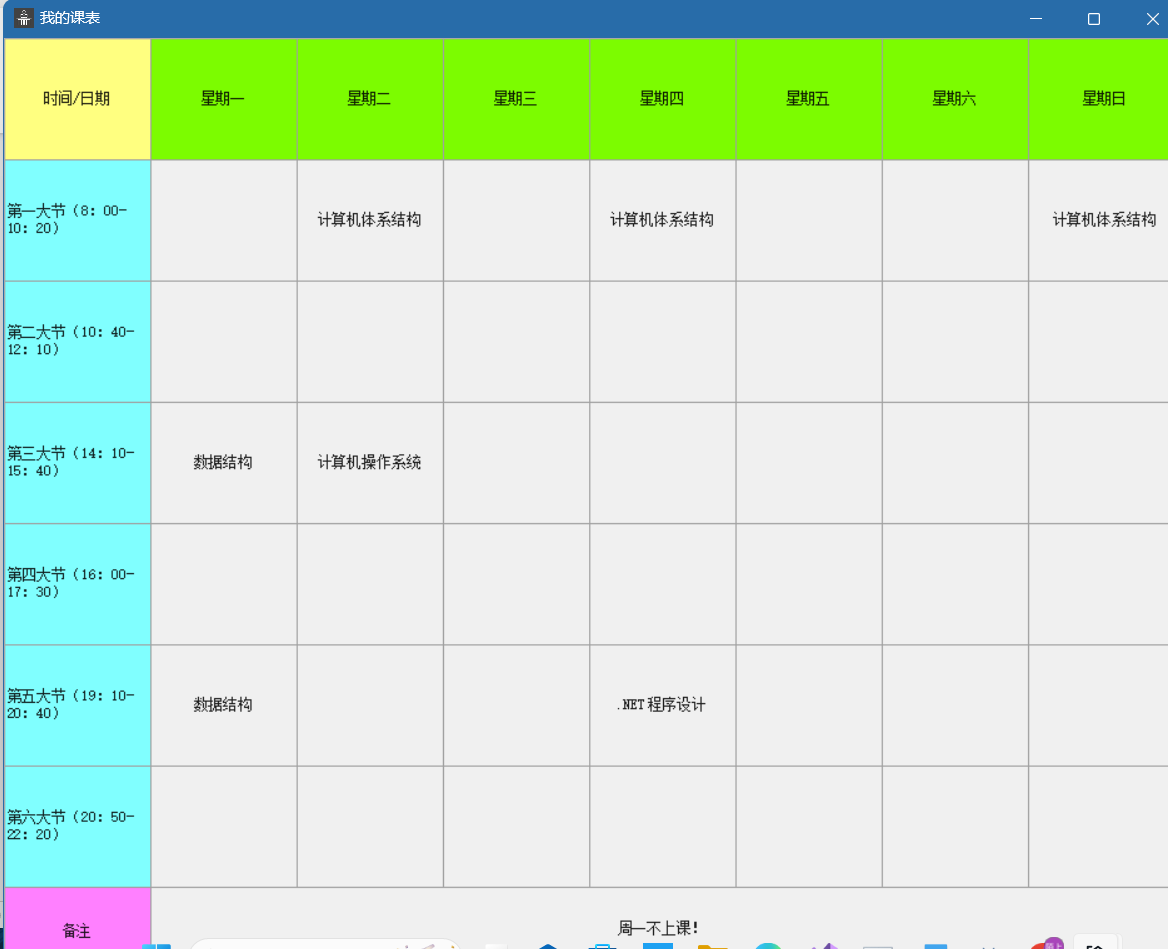 我的课表
时间/日期 星期一 星期二 星期三 星期四 星期五 星期六 星期日
第一大节（8：00-
10：20）
计算机体系结构 计算机体系结构 计算机体系结构
第二大节（10：40-
12：10）
第三大节（14：10-
15：40）
数据结构 计算机操作系统
第四大节（16：00-
17：30）
第五大节（19：10-
20：40）
数据结构 .NET程序设计
第六大节（20：50-
22：20）
备注 周一不上课！